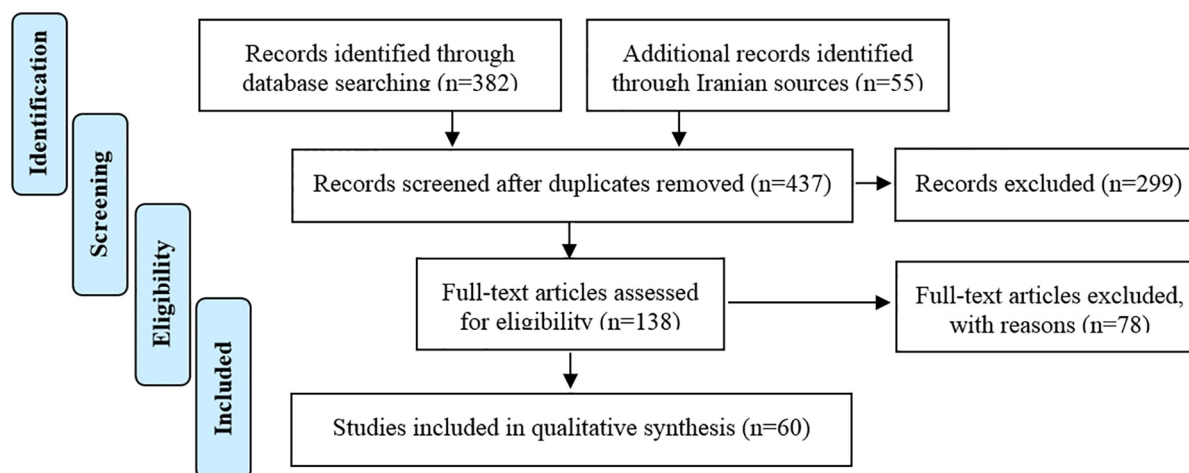 Identification
Screening
Eligibility
Included
Records identified through
database searching (n=382)
Additional records identified
through Iranian sources (n=55)
Records screened after duplicates removed (n=437)
Records excluded (n=299)
Full-text articles assessed
for eligibility (n=138)
Full-text articles excluded,
with reasons (n=78)
Studies included in qualitative synthesis (n=60)